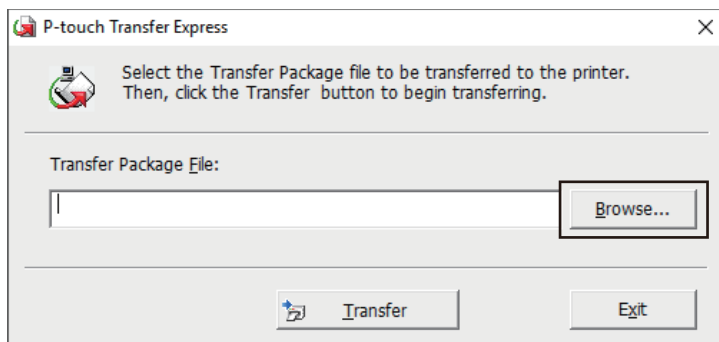 P-touch Transfer Express
Select the Transfer Package file to be transferred to the printer.
Then, click the Transfer button to begin transferring.
Transfer Package File:
Browse...
Transfer
Exit